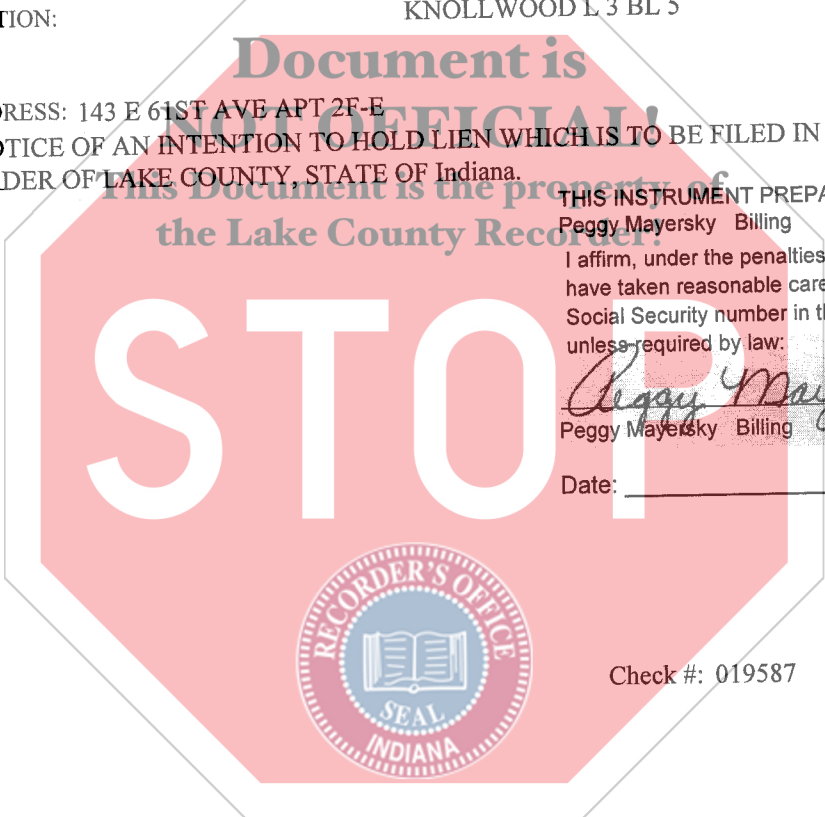 TION:
KNOLLWOOD L 3 BL 5
Document is
DRESS: 143 E 61ST AVE APT 2F-E
NOT OFFICIAL!
OTICE OF AN INTENTION TO HOLD LIEN WHICH IS TO BE FILED IN
DER OF LAKE COUNTY, STATE OF Indiana.
This Document is the property of
the Lake County Recorder!
THIS INSTRUMENT PREPA
Peggy Mayersky Billing
I affirm, under the penalties
have taken reasonable care
Social Security number in th
unless required by law:
STOP
Peggy May
Peggy Mayersky Billing
Date:
RECORDER'S OFFICE
SEAL
INDIANA
Check #: 019587